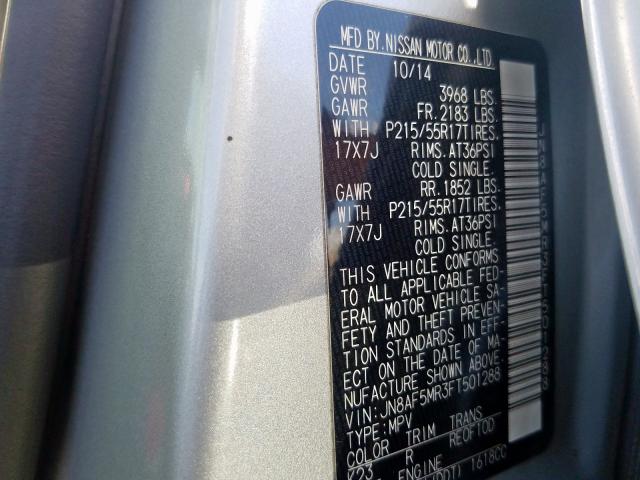 MFD BY.NISSAN MOTOR CO.,LTD.
DATE 10/14
GVWR 3968 LBS.
GAWR FR.2183 LBS.
WITH P215/55R17TIRES.
17X7J RIMS.AT36PSI
COLD SINGLE.
GAWR RR.1852 LBS.
WITH P215/55R17TIRES.
17X7J RIMS.AT36PSI
COLD SINGLE.
THIS VEHICLE CONFORMS
TO ALL APPLICABLE FED-
ERAL MOTOR VEHICLE SA-
FETY AND THEFT PREVEN-
TION STANDARDS IN EFF-
ECT ON THE DATE OF MA-
NUFACTURE SHOWN ABOVE.
VIN:JN8AF5MR3FT501288
TYPE:MPV
COLOR TRIM TRANS
K23 R RE0F10D
ENGINE
1618CC